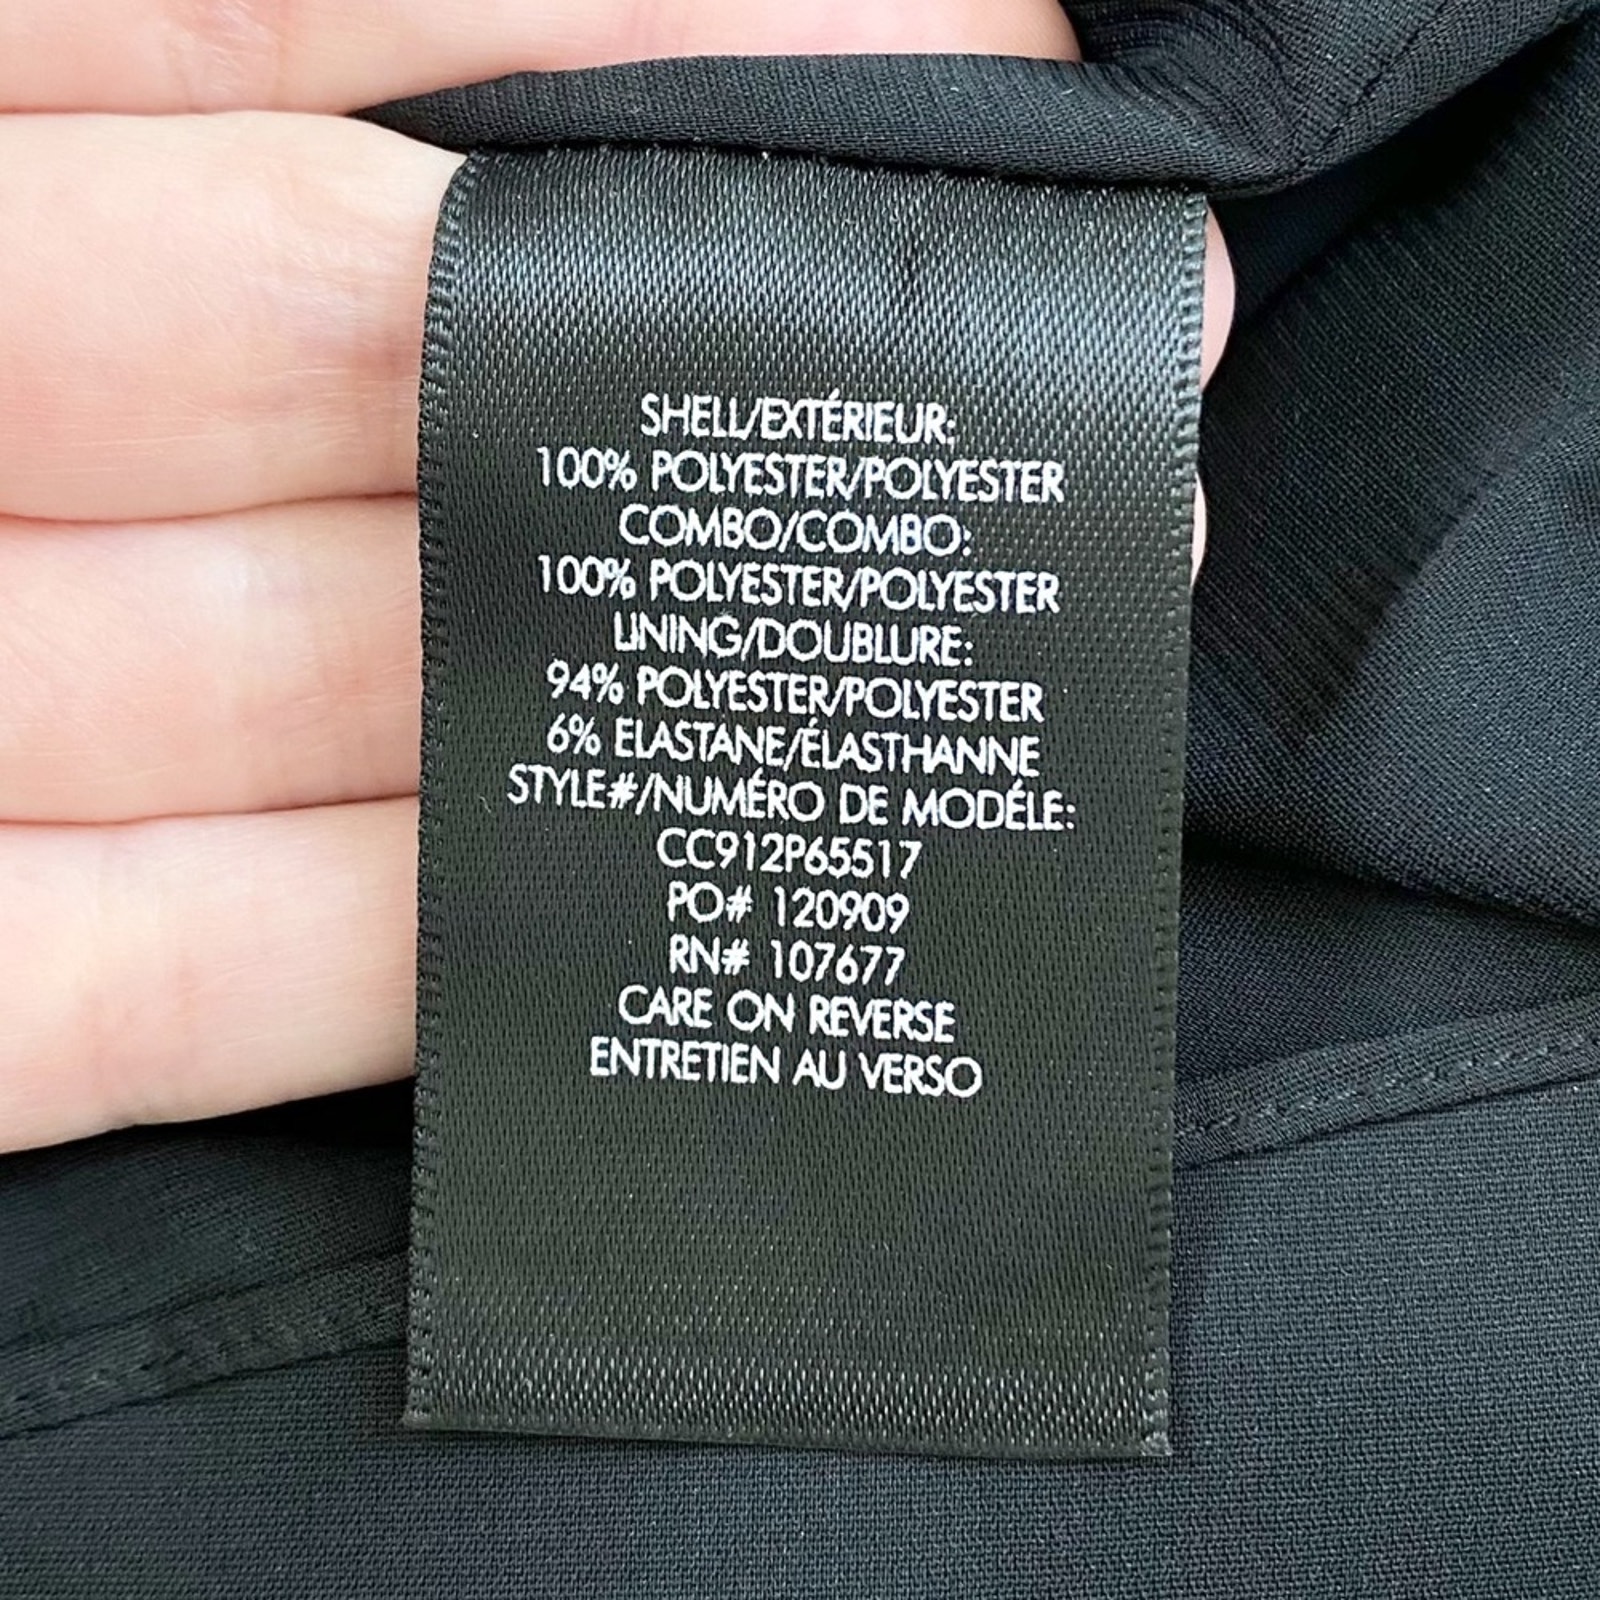 SHELL/EXTÉRIEUR:
100% POLYESTER/POLYESTER
COMBO/COMBO:
100% POLYESTER/POLYESTER
LINING/DOUBLURE:
94% POLYESTER/POLYESTER
6% ELASTANE/ÉLASTHANNE
STYLE#/NUMÉRO DE MODÉLE:
CC912P65517
PO# 120909
RN# 107677
CARE ON REVERSE
ENTRETIEN AU VERSO